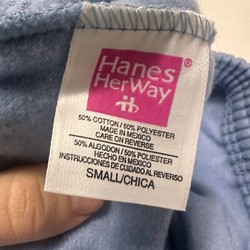 Hanes®
HerWay
50% COTTON / 50% POLYESTER
MADE IN MEXICO
CARE ON REVERSE
50% ALGODON / 50% POLIESTER
HECHO EN MEXICO
INSTRUCCIONES DE CUIDADO AL REVERSO
SMALL/CHICA